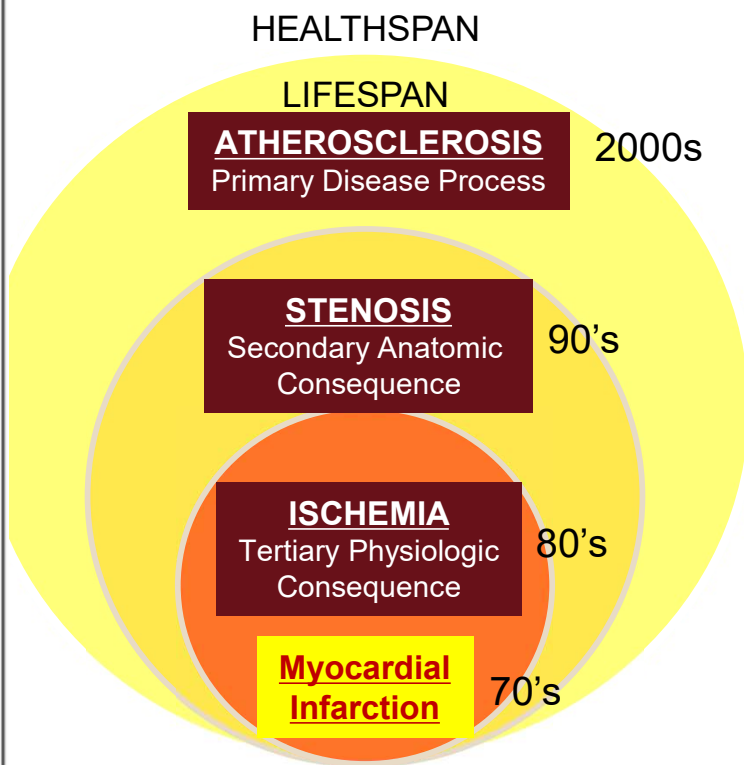 HEALTHSPAN
LIFESPAN
ATHEROSCLEROSIS
Primary Disease Process
2000s
STENOSIS
Secondary Anatomic
Consequence
90’s
ISCHEMIA
Tertiary Physiologic
Consequence
80’s
Myocardial
Infarction
70’s